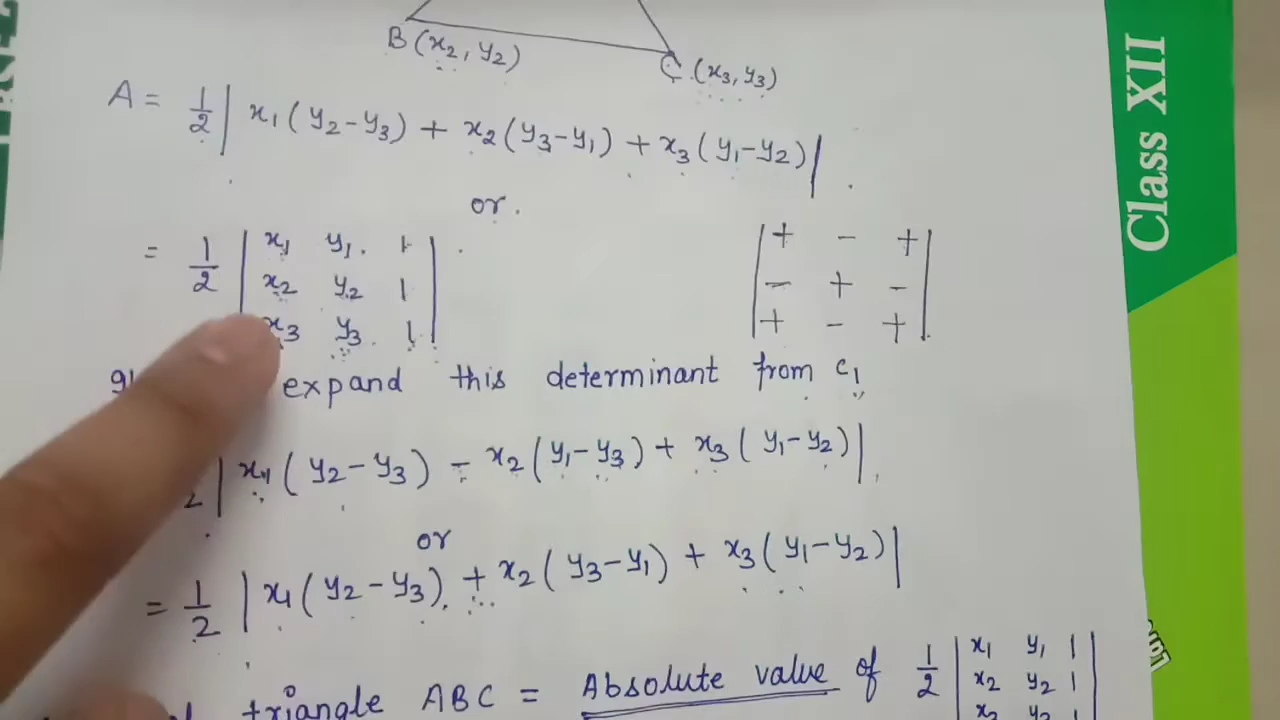 B (x₂, y₂)
C (x₃, y₃)
A = 1/2 | x₁(y₂-y₃) + x₂(y₃-y₁) + x₃(y₁-y₂) |
or
= 1/2 | x₁ y₁ 1 |
| x₂ y₂ 1 |
| x₃ y₃ 1 |
| + - + |
| - + - |
| + - + |
expand this determinant from C₁
2 | x₁(y₂-y₃) - x₂(y₁-y₃) + x₃(y₁-y₂) |
or
= 1/2 | x₁(y₂-y₃) + x₂(y₃-y₁) + x₃(y₁-y₂) |
triangle ABC = Absolute value of 1/2 | x₁ y₁ 1 |
| x₂ y₂ 1 |
Class XII